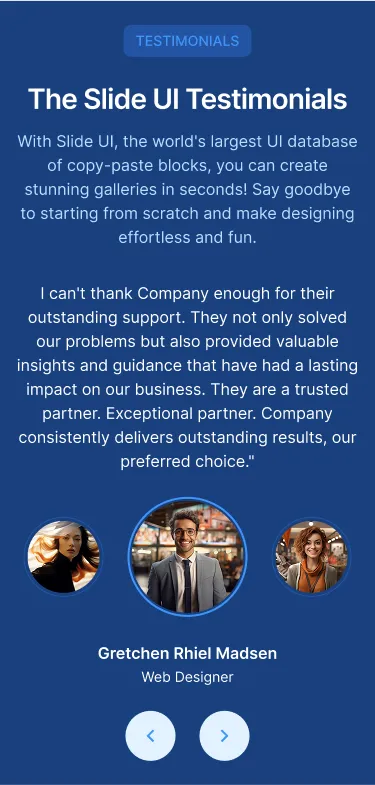 TESTIMONIALS
The Slide UI Testimonials
With Slide UI, the world's largest UI database
of copy-paste blocks, you can create
stunning galleries in seconds! Say goodbye
to starting from scratch and make designing
effortless and fun.
I can't thank Company enough for their
outstanding support. They not only solved
our problems but also provided valuable
insights and guidance that have had a lasting
impact on our business. They are a trusted
partner. Exceptional partner. Company
consistently delivers outstanding results, our
preferred choice."
Gretchen Rhiel Madsen
Web Designer